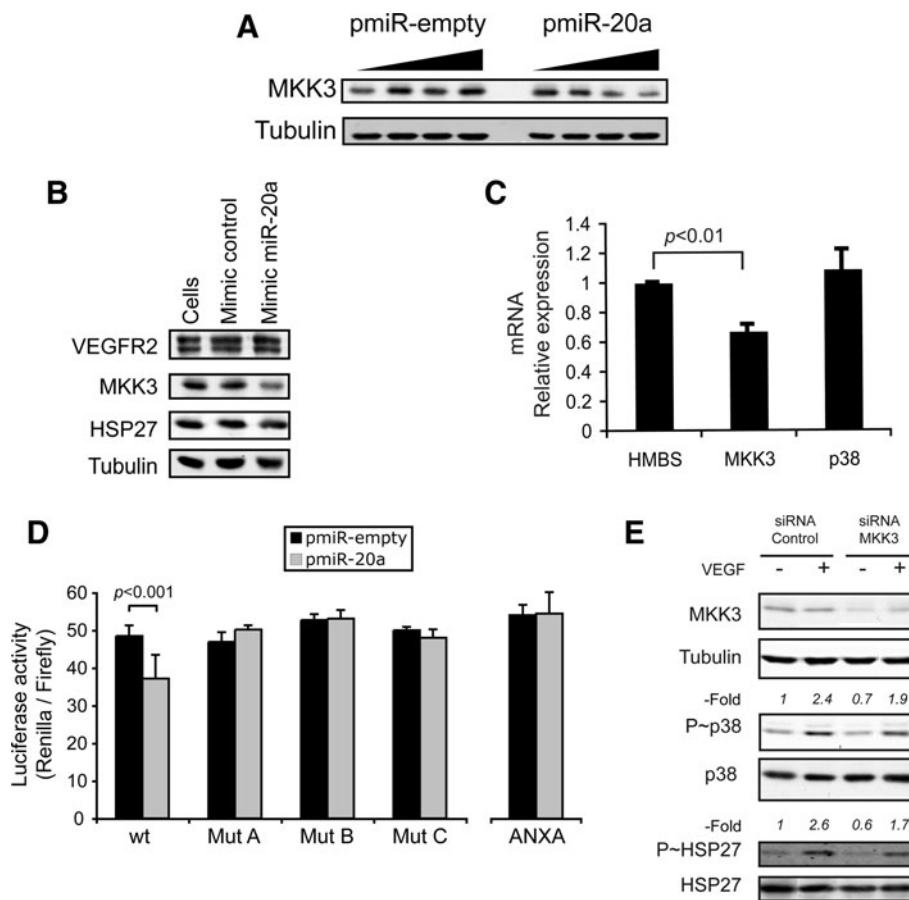 A
pmiR-empty pmiR-20a
MKK3
Tubulin
B
Cells
Mimic control
Mimic miR-20a
VEGFR2
MKK3
HSP27
Tubulin
C
mRNA
Relative expression
1.4
1.2
1
0.8
0.6
0.4
0.2
0
p<0.01
HMBS MKK3 p38
D
pmiR-empty
pmiR-20a
Luciferase activity
(Renilla / Firefly)
60
50
40
30
20
10
0
p<0.001
wt Mut A Mut B Mut C ANXA
E
siRNA Control siRNA MKK3
VEGF - + - +
MKK3
Tubulin
-Fold 1 2.4 0.7 1.9
P~p38
p38
-Fold 1 2.6 0.6 1.7
P~HSP27
HSP27